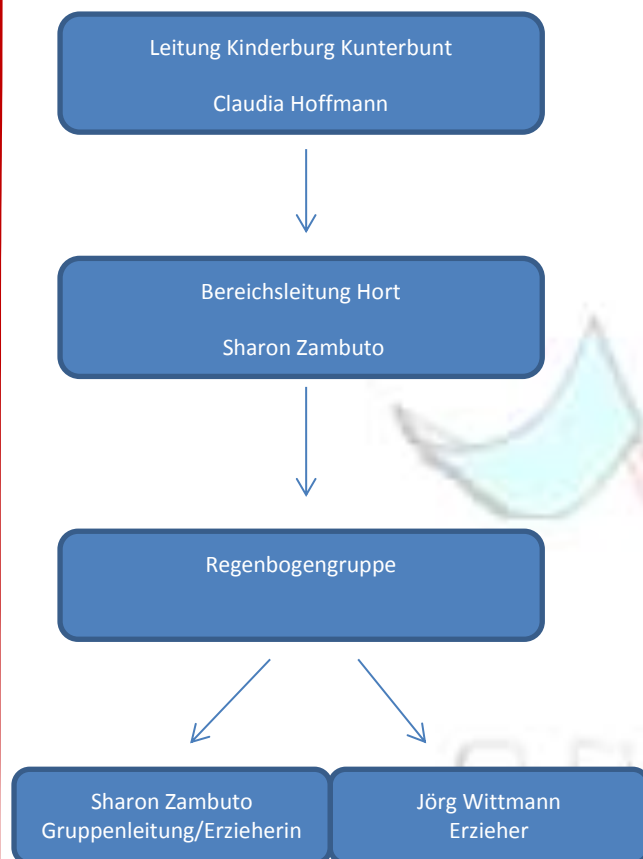 Leitung Kinderburg Kunterbunt
Claudia Hoffmann
Bereichsleitung Hort
Sharon Zambuto
Regenbogengruppe
Sharon Zambuto
Gruppenleitung/Erzieherin
Jörg Wittmann
Erzieher